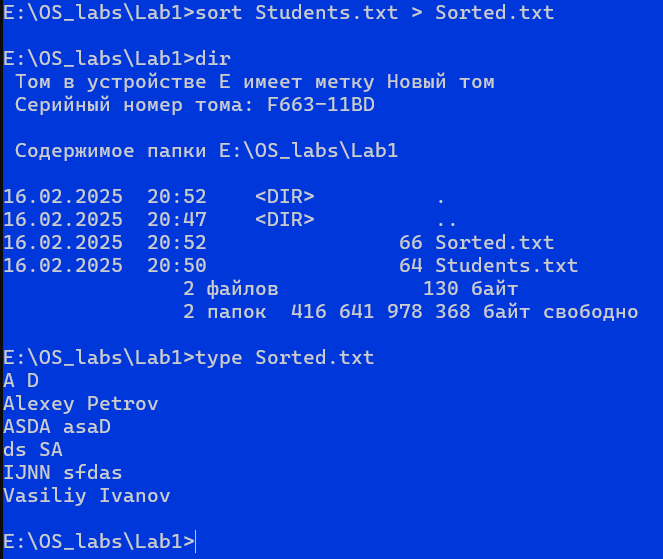 E:\OS_labs\Lab1>sort Students.txt > Sorted.txt
E:\OS_labs\Lab1>dir
Том в устройстве E имеет метку Новый том
Серийный номер тома: F663-11BD
Содержимое папки E:\OS_labs\Lab1
16.02.2025  20:52    <DIR>          .
16.02.2025  20:47    <DIR>          ..
16.02.2025  20:52                66 Sorted.txt
16.02.2025  20:50                64 Students.txt
2 файлов            130 байт
2 папок  416 641 978 368 байт свободно
E:\OS_labs\Lab1>type Sorted.txt
A D
Alexey Petrov
ASDA asaD
ds SA
IJNN sfdas
Vasiliy Ivanov
E:\OS_labs\Lab1>